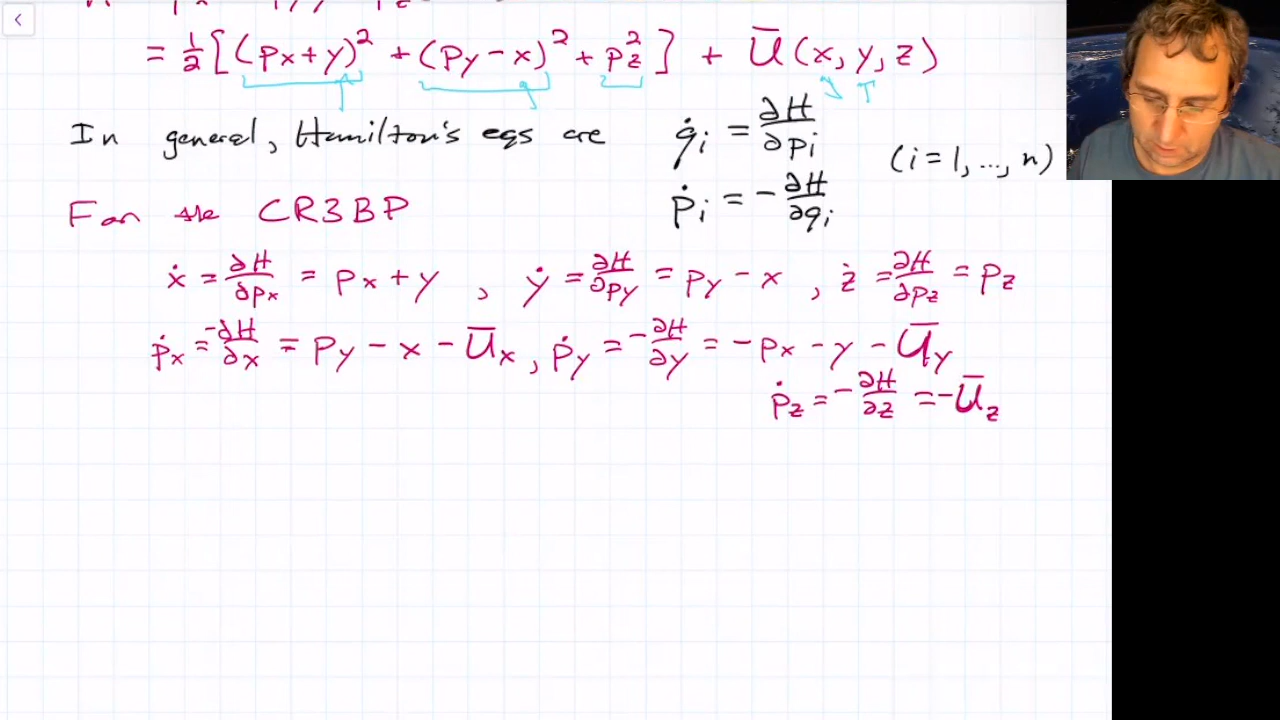 = 1/2 [(px+y)² + (py-x)² + pz²] + Ū(x,y,z)
In general, Hamilton's eqs are q̇i = ∂H/∂pi
(i=1,...,n)
ṗi = -∂H/∂qi
For the CR3BP
ẋ = ∂H/∂px = px + y , ẏ = ∂H/∂py = py - x , ż = ∂H/∂pz = pz
ṗx = -∂H/∂x = py - x - Ūx , ṗy = -∂H/∂y = -px - y - Ūy
ṗz = -∂H/∂z = -Ūz